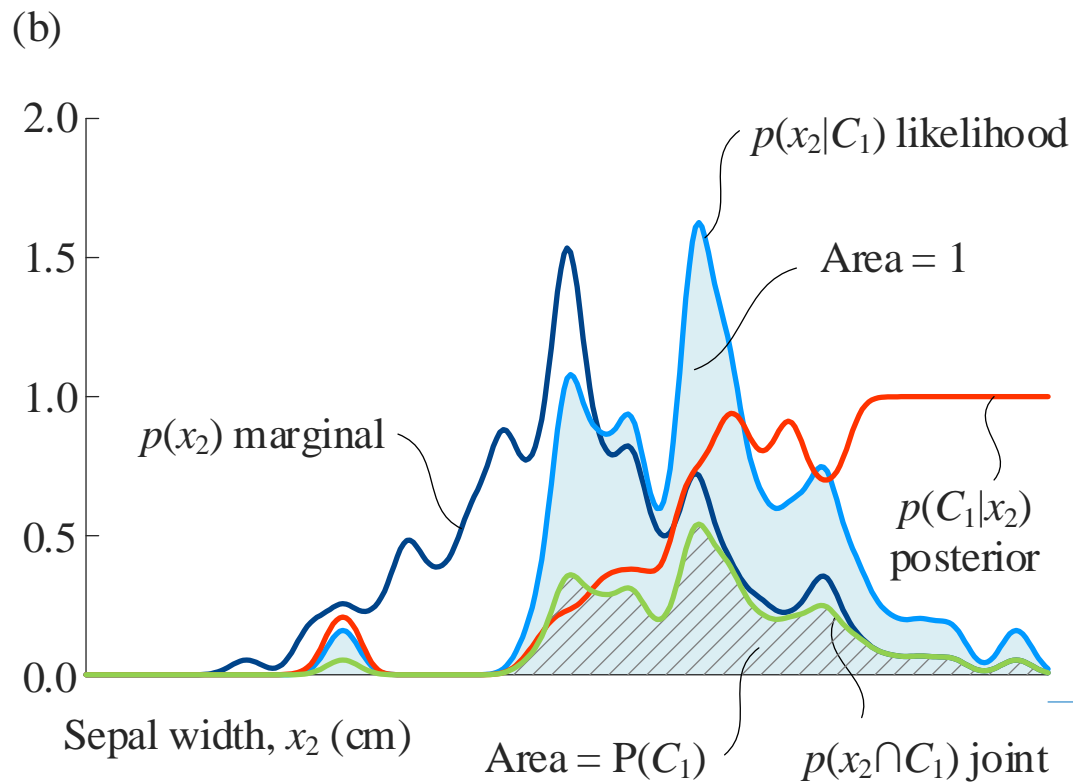 (b)
2.0
p(x₂|C₁) likelihood
1.5
Area = 1
1.0
p(x₂) marginal
0.5
p(C₁|x₂)
posterior
0.0
Sepal width, x₂ (cm)
Area = P(C₁)
p(x₂∩C₁) joint